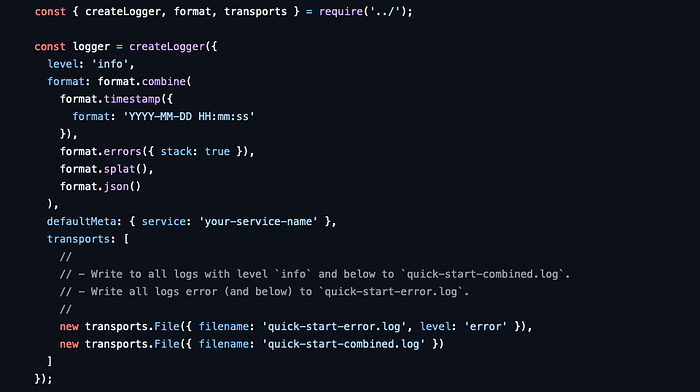 const { createLogger, format, transports } = require('../');
const logger = createLogger({
level: 'info',
format: format.combine(
format.timestamp({
format: 'YYYY-MM-DD HH:mm:ss'
}),
format.errors({ stack: true }),
format.splat(),
format.json()
),
defaultMeta: { service: 'your-service-name' },
transports: [
//
// - Write to all logs with level `info` and below to `quick-start-combined.log`.
// - Write all logs error (and below) to `quick-start-error.log`.
//
new transports.File({ filename: 'quick-start-error.log', level: 'error' }),
new transports.File({ filename: 'quick-start-combined.log' })
]
});